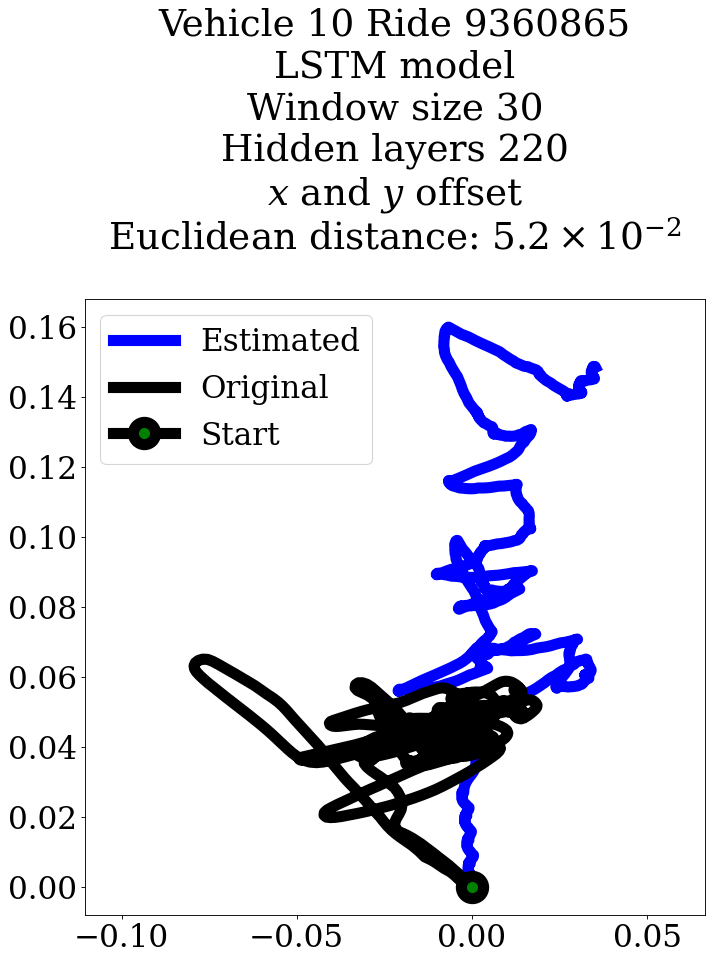 Vehicle 10 Ride 9360865
LSTM model
Window size 30
Hidden layers 220
x and y offset
Euclidean distance: 5.2 × 10⁻²
Estimated
Original
Start
0.16
0.14
0.12
0.10
0.08
0.06
0.04
0.02
0.00
−0.10 −0.05 0.00 0.05